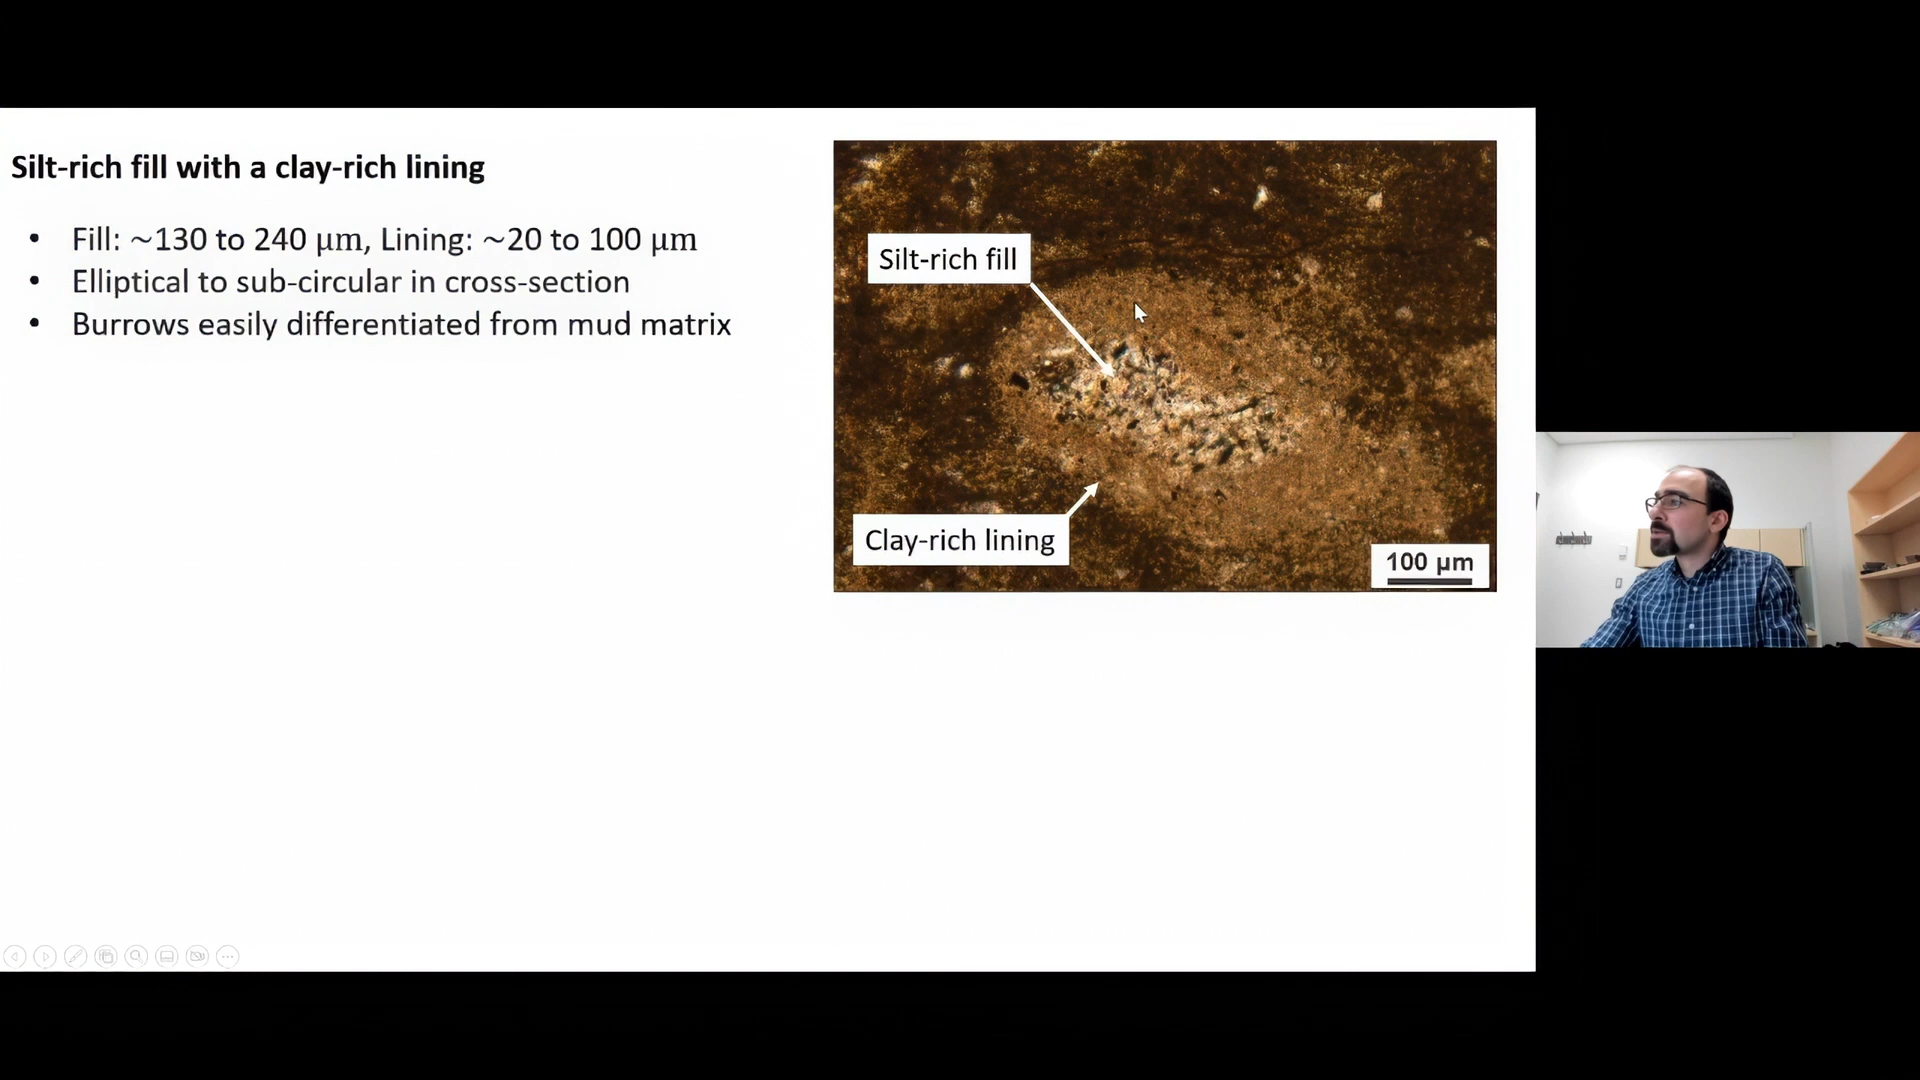 Silt-rich fill with a clay-rich lining
• Fill: ~130 to 240 μm, Lining: ~20 to 100 μm
• Elliptical to sub-circular in cross-section
• Burrows easily differentiated from mud matrix
Silt-rich fill
Clay-rich lining
100 μm